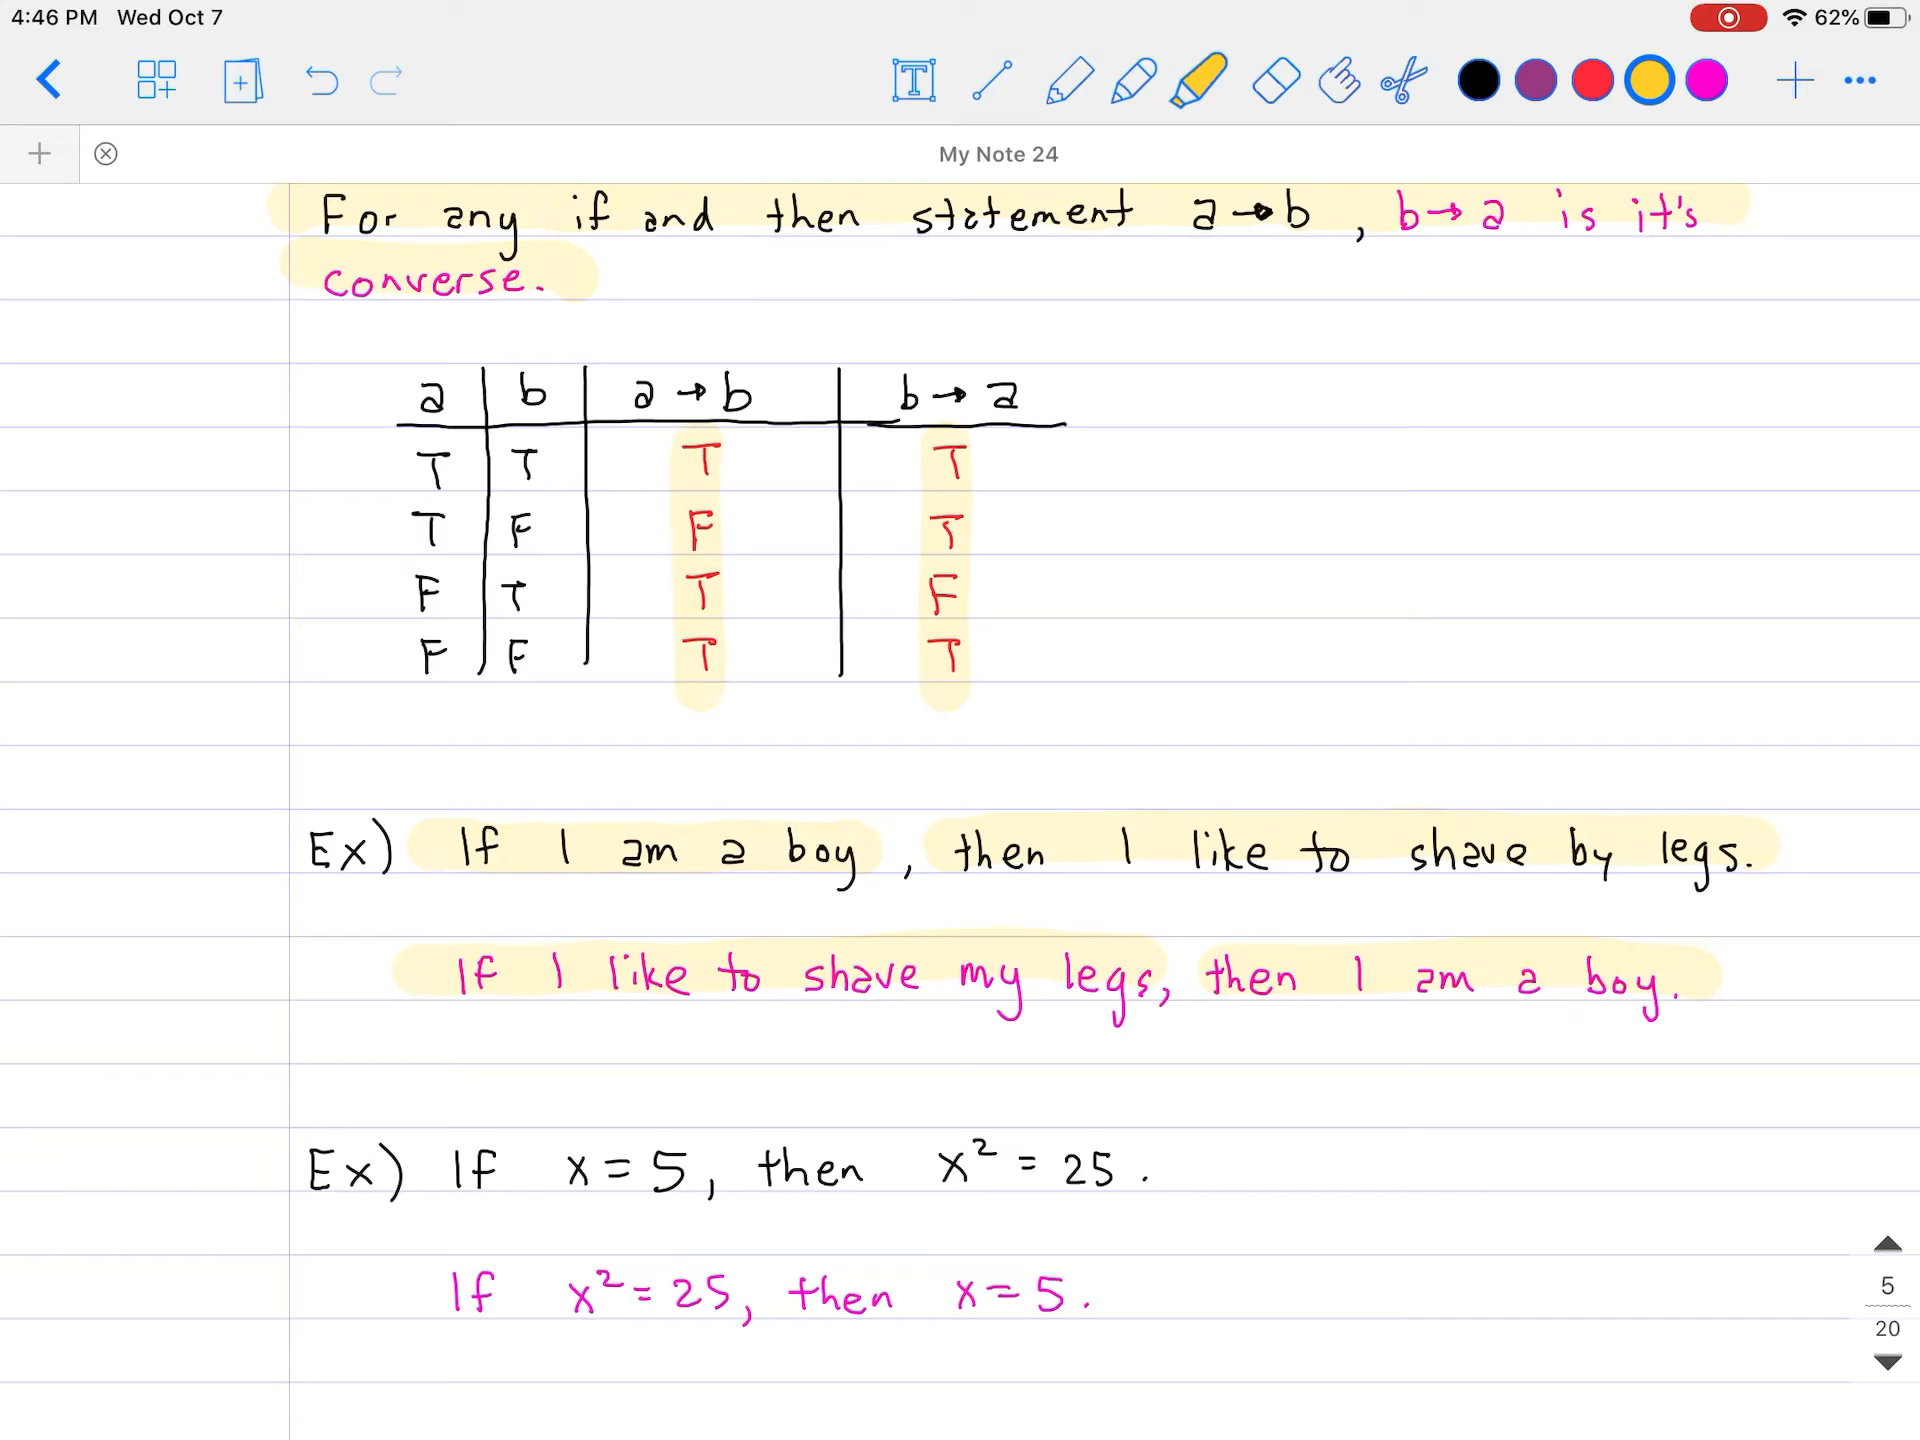 4:46 PM Wed Oct 7 62%
My Note 24
For any if and then statement a → b , b → a is it's
converse.
a b a → b b → a
T T T T
T F F T
F T T F
F F T T
Ex) If I am a boy , then I like to shave by legs.
If I like to shave my legs, then I am a boy.
Ex) If x = 5 , then x² = 25 .
If x² = 25, then x = 5 .
5
20